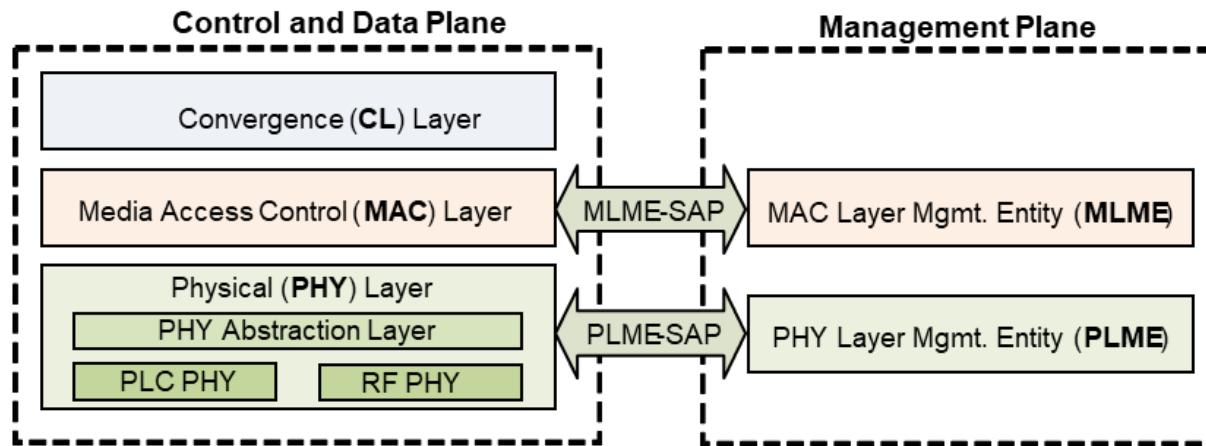 Control and Data Plane
Management Plane
Convergence (CL) Layer
Media Access Control (MAC) Layer
MLME-SAP
MAC Layer Mgmt. Entity (MLME)
Physical (PHY) Layer
PHY Abstraction Layer
PLME-SAP
PHY Layer Mgmt. Entity (PLME)
PLC PHY
RF PHY